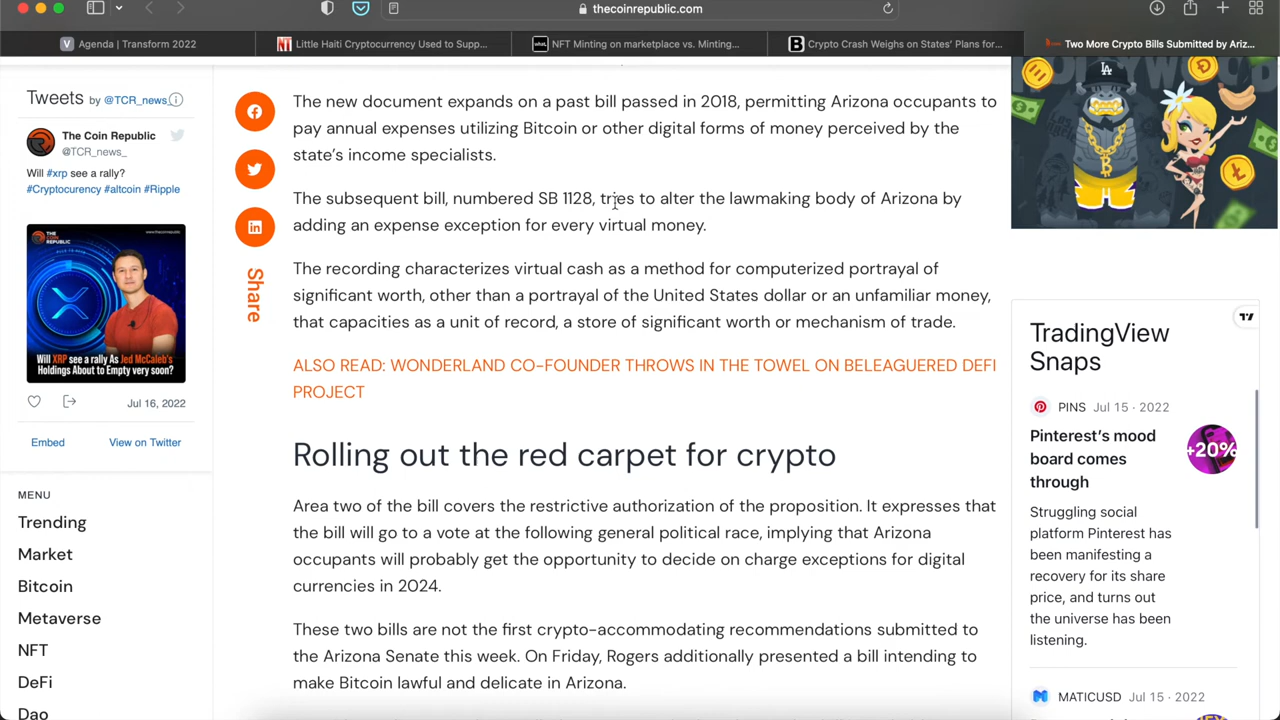 thecoinrepublic.com
Agenda | Transform 2022
Little Haiti Cryptocurrency Used to Supp...
NFT Minting on marketplace vs. Minting...
Crypto Crash Weighs on States’ Plans for...
Two More Crypto Bills Submitted by Ariz...
Tweets by @TCR_news_
The Coin Republic
@TCR_news_
Will #xrp see a rally?
#Cryptocurrency #altcoin #Ripple
THE COIN REPUBLIC
Will XRP see a rally As Jed McCaleb's
Holdings About to Empty very soon?
Jul 16, 2022
Embed
View on Twitter
MENU
Trending
Market
Bitcoin
Metaverse
NFT
DeFi
Dao
Share
The new document expands on a past bill passed in 2018, permitting Arizona occupants to
pay annual expenses utilizing Bitcoin or other digital forms of money perceived by the
state’s income specialists.
The subsequent bill, numbered SB 1128, tries to alter the lawmaking body of Arizona by
adding an expense exception for every virtual money.
The recording characterizes virtual cash as a method for computerized portrayal of
significant worth, other than a portrayal of the United States dollar or an unfamiliar money,
that capacities as a unit of record, a store of significant worth or mechanism of trade.
ALSO READ: WONDERLAND CO-FOUNDER THROWS IN THE TOWEL ON BELEAGUERED DEFI
PROJECT
Rolling out the red carpet for crypto
Area two of the bill covers the restrictive authorization of the proposition. It expresses that
the bill will go to a vote at the following general political race, implying that Arizona
occupants will probably get the opportunity to decide on charge exceptions for digital
currencies in 2024.
These two bills are not the first crypto-accommodating recommendations submitted to
the Arizona Senate this week. On Friday, Rogers additionally presented a bill intending to
make Bitcoin lawful and delicate in Arizona.
LA
TradingView
Snaps
PINS Jul 15 · 2022
Pinterest’s mood
board comes
through
+20%
Struggling social
platform Pinterest has
been manifesting a
recovery for its share
price, and turns out
the universe has been
listening.
MATICUSD Jul 15 · 2022